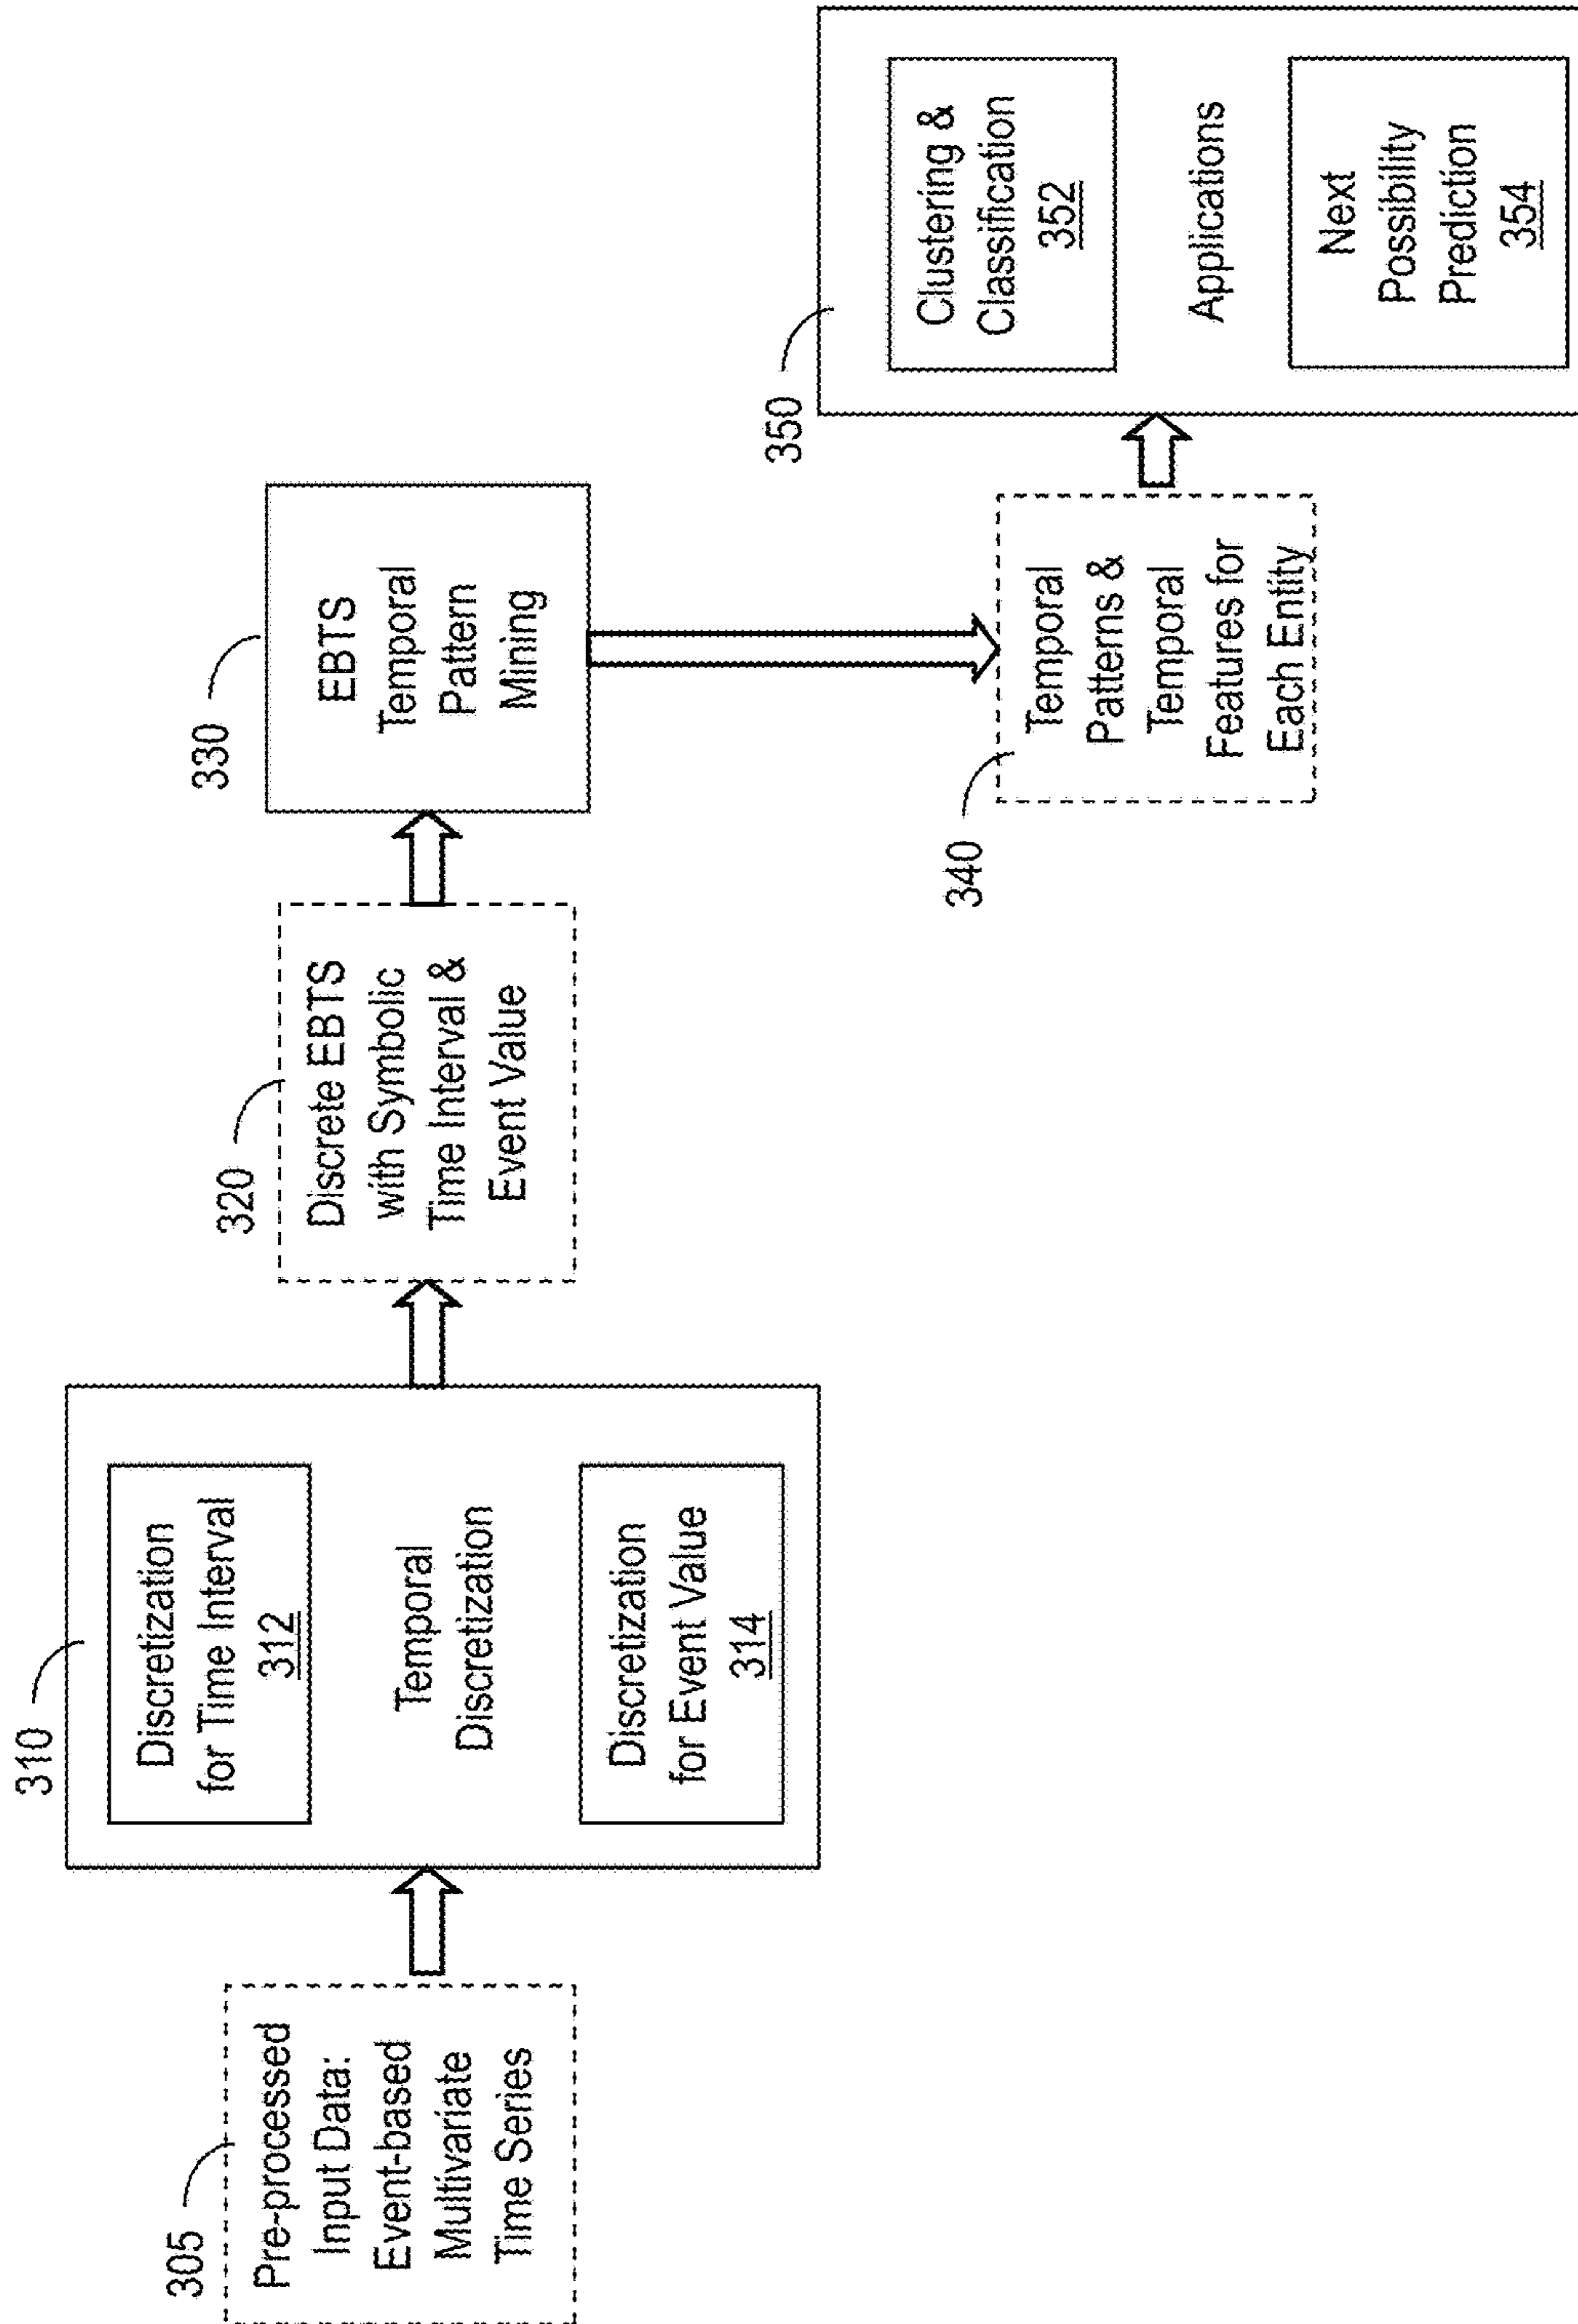 305
Pre-processed
Input Data:
Event-based
Multivariate
Time Series
310
Discretization
for Time Interval
312
Temporal
Discretization
Discretization
for Event Value
314
320
Discrete EBTS
with Symbolic
Time Interval &
Event Value
330
EBTS
Temporal
Pattern
Mining
340
Temporal
Patterns &
Temporal
Features for
Each Entity
350
Clustering &
Classification
352
Applications
Next
Possibility
Prediction
354